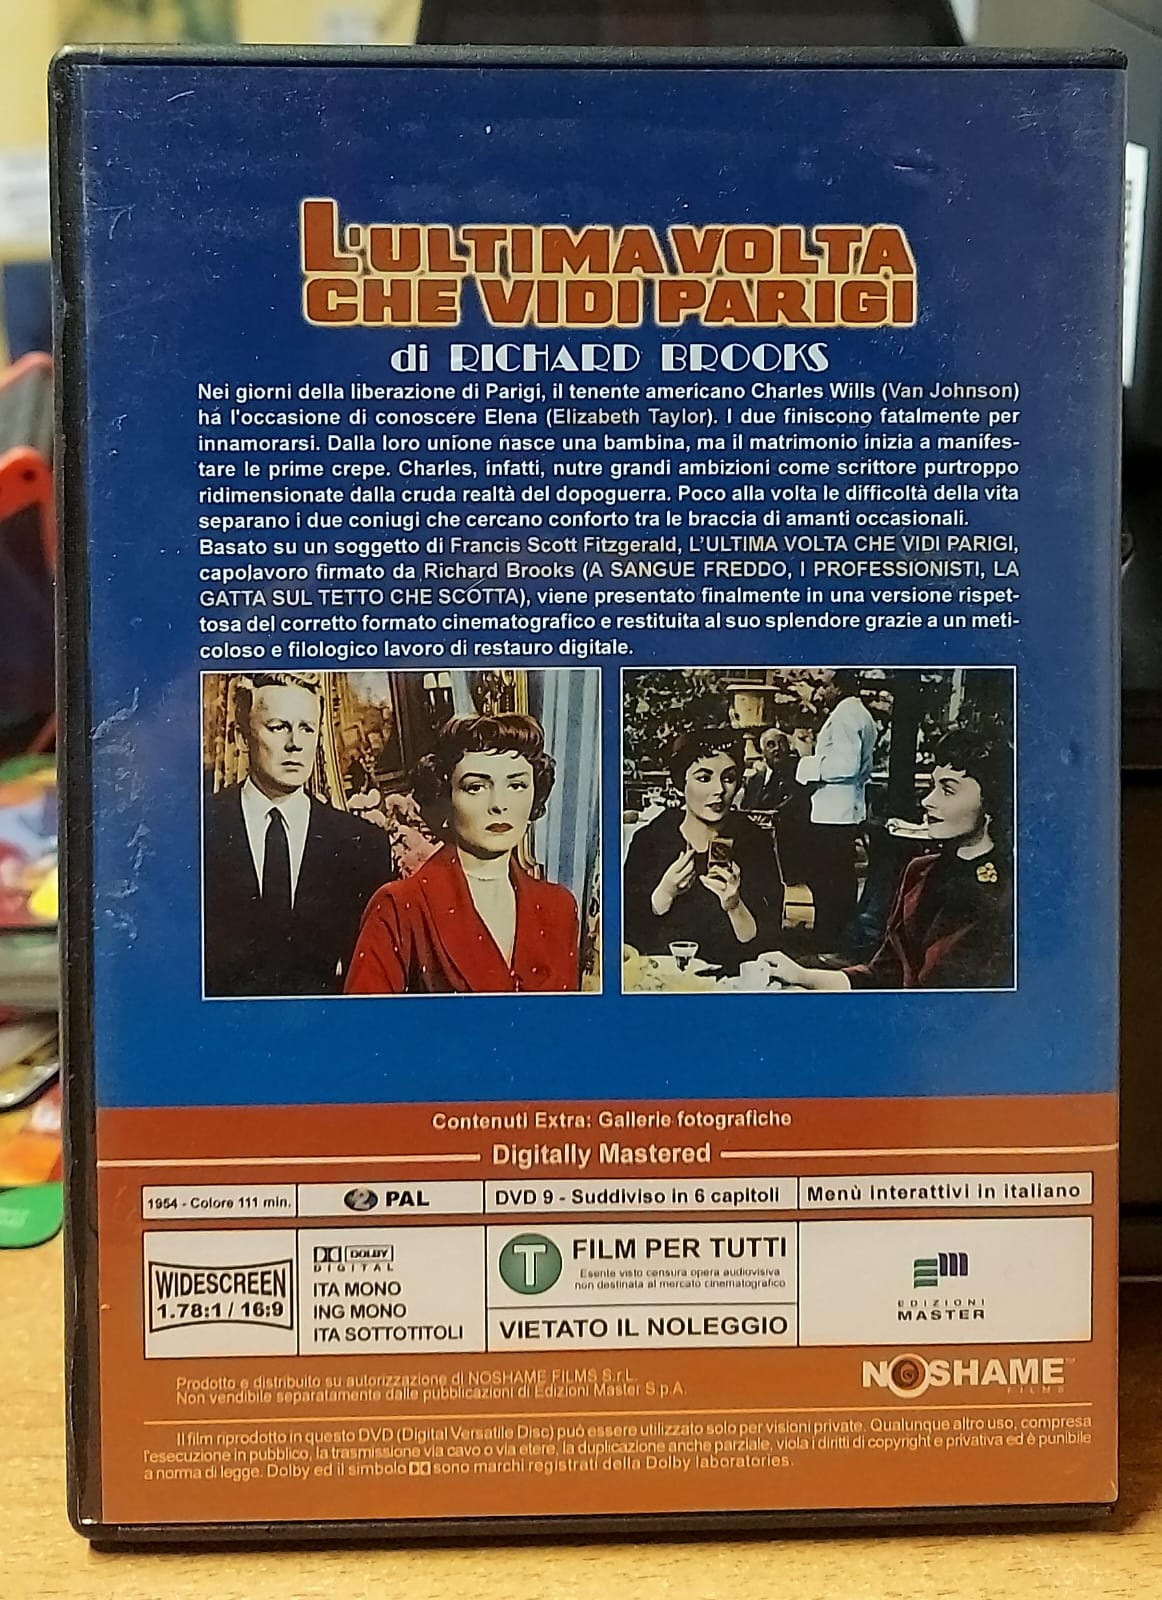 L'ULTIMA VOLTA
CHE VIDI PARIGI
di RICHARD BROOKS
Nei giorni della liberazione di Parigi, il tenente americano Charles Wills (Van Johnson)
ha l'occasione di conoscere Elena (Elizabeth Taylor). I due finiscono fatalmente per
innamorarsi. Dalla loro unione nasce una bambina, ma il matrimonio inizia a manifes-
tare le prime crepe. Charles, infatti, nutre grandi ambizioni come scrittore purtroppo
ridimensionate dalla cruda realtà del dopoguerra. Poco alla volta le difficoltà della vita
separano i due coniugi che cercano conforto tra le braccia di amanti occasionali.
Basato su un soggetto di Francis Scott Fitzgerald, L'ULTIMA VOLTA CHE VIDI PARIGI,
capolavoro firmato da Richard Brooks (A SANGUE FREDDO, I PROFESSIONISTI, LA
GATTA SUL TETTO CHE SCOTTA), viene presentato finalmente in una versione rispet-
tosa del corretto formato cinematografico e restituita al suo splendore grazie a un meti-
coloso e filologico lavoro di restauro digitale.
Contenuti Extra: Gallerie fotografiche
Digitally Mastered
1954 - Colore 111 min.
2 PAL
DVD 9 - Suddiviso in 6 capitoli
Menù interattivi in italiano
WIDESCREEN
1.78:1 / 16:9
DOLBY
DIGITAL
ITA MONO
ING MONO
ITA SOTTOTITOLI
T
FILM PER TUTTI
Esente visto censura opera audiovisiva
non destinata al mercato cinematografico
VIETATO IL NOLEGGIO
EDIZIONI
MASTER
Prodotto e distribuito su autorizzazione di NOSHAME FILMS S.r.L.
Non vendibile separatamente dalle pubblicazioni di Edizioni Master S.p.A.
NOSHAME
FILMS
Il film riprodotto in questo DVD (Digital Versatile Disc) può essere utilizzato solo per visioni private. Qualunque altro uso, compresa
l'esecuzione in pubblico, la trasmissione via cavo o via etere, la duplicazione anche parziale, viola i diritti di copyright e privativa ed è punibile
a norma di legge. Dolby ed il simbolo sono marchi registrati della Dolby laboratories.